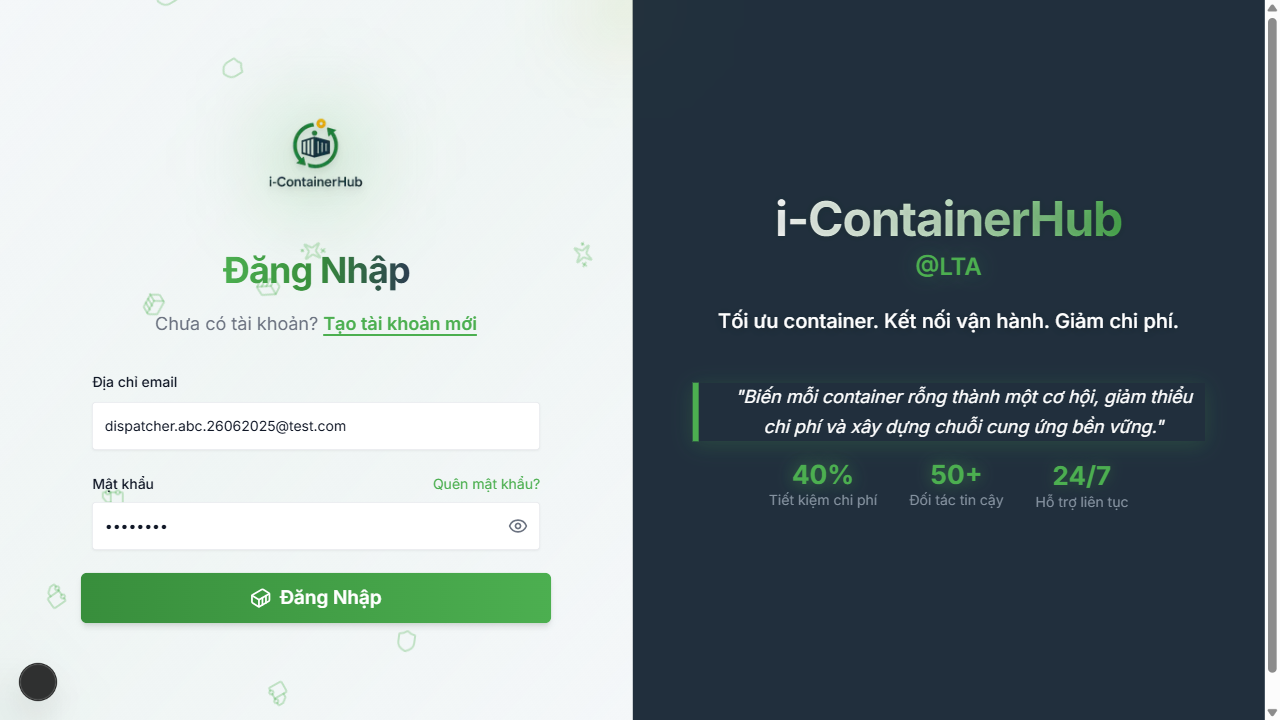 i-ContainerHub
Đăng Nhập
Chưa có tài khoản? Tạo tài khoản mới
Địa chỉ email
dispatcher.abc.26062025@test.com
Mật khẩu
Quên mật khẩu?
••••••••
Đăng Nhập
i-ContainerHub
@LTA
Tối ưu container. Kết nối vận hành. Giảm chi phí.
"Biến mỗi container rỗng thành một cơ hội, giảm thiểu
chi phí và xây dựng chuỗi cung ứng bền vững."
40%
Tiết kiệm chi phí
50+
Đối tác tin cậy
24/7
Hỗ trợ liên tục